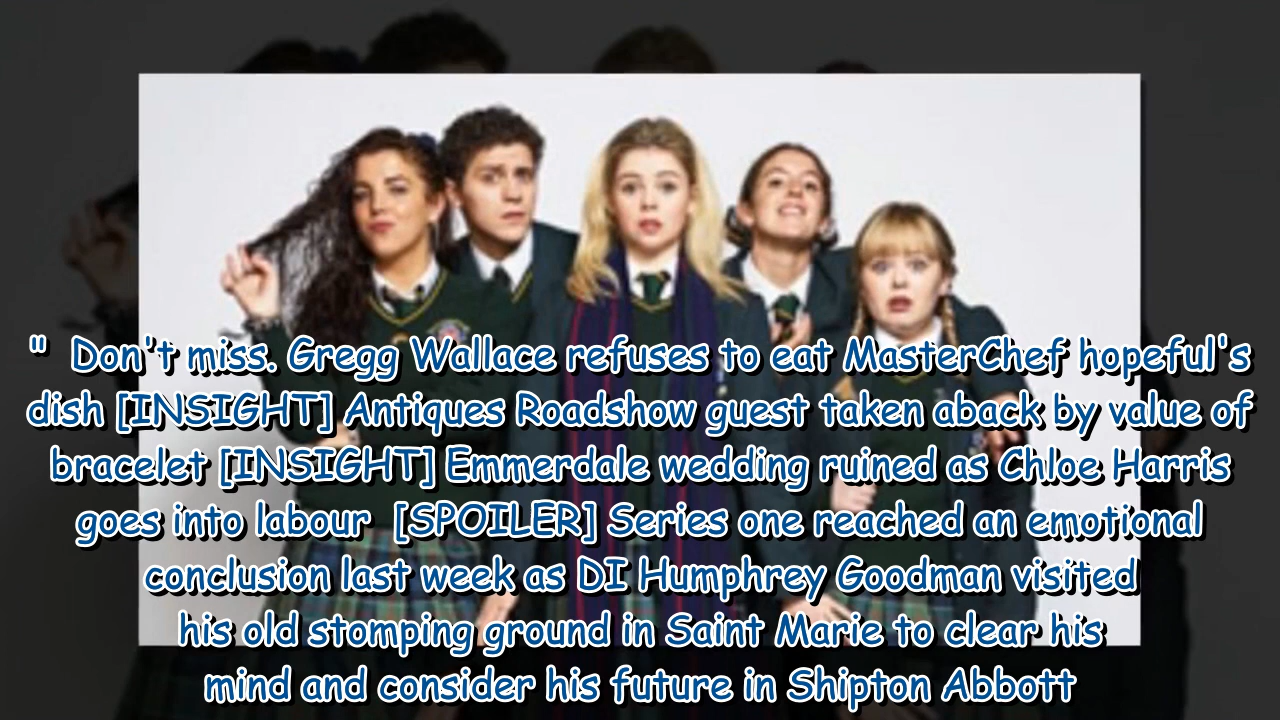 "  Don't miss. Gregg Wallace refuses to eat MasterChef hopeful's
dish [INSIGHT] Antiques Roadshow guest taken aback by value of
bracelet [INSIGHT] Emmerdale wedding ruined as Chloe Harris
goes into labour  [SPOILER] Series one reached an emotional
conclusion last week as DI Humphrey Goodman visited
his old stomping ground in Saint Marie to clear his
mind and consider his future in Shipton Abbott